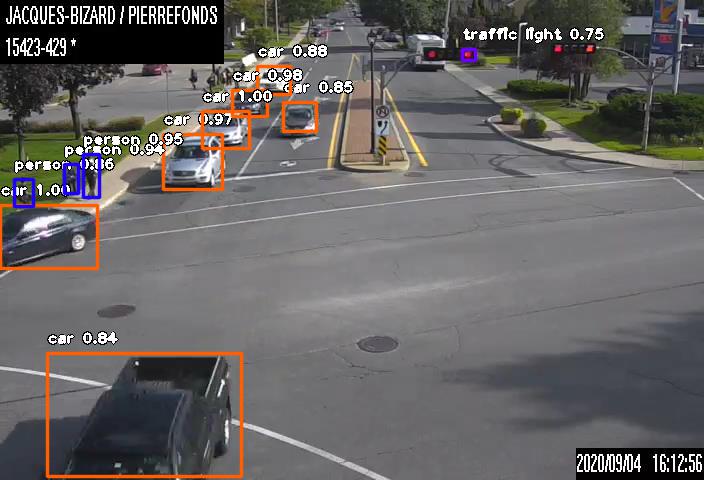 JACQUES-BIZARD / PIERREFONDS
15423-429 *
traffic light 0.75
car 0.88
car 0.98
car 0.85
car 1.00
car 0.97
person 0.95
person 0.94
person 0.86
car 1.00
car 0.84
2020/09/04 16:12:56